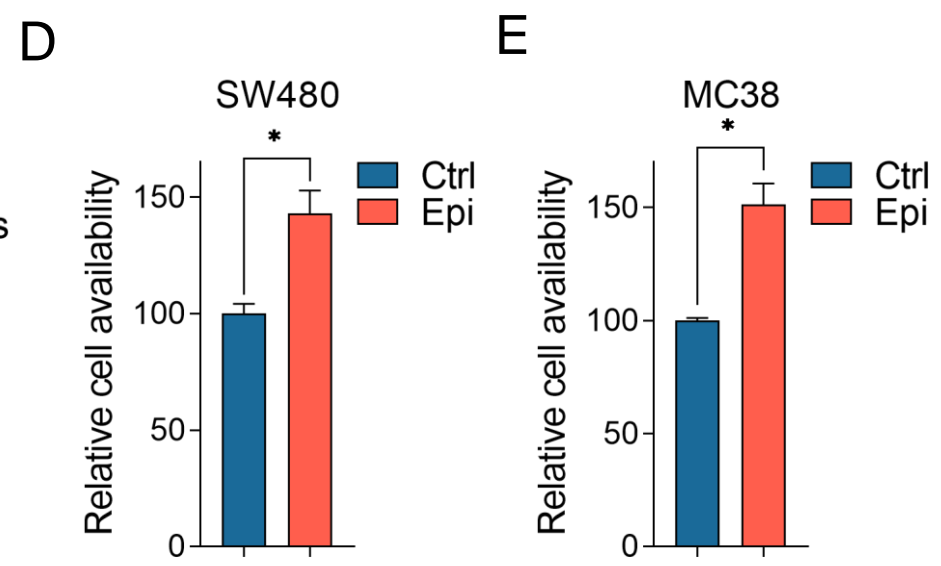 D
SW480
*
Relative cell availability
150
100
50
0
Ctrl
Epi
E
MC38
*
Relative cell availability
150
100
50
0
Ctrl
Epi
s